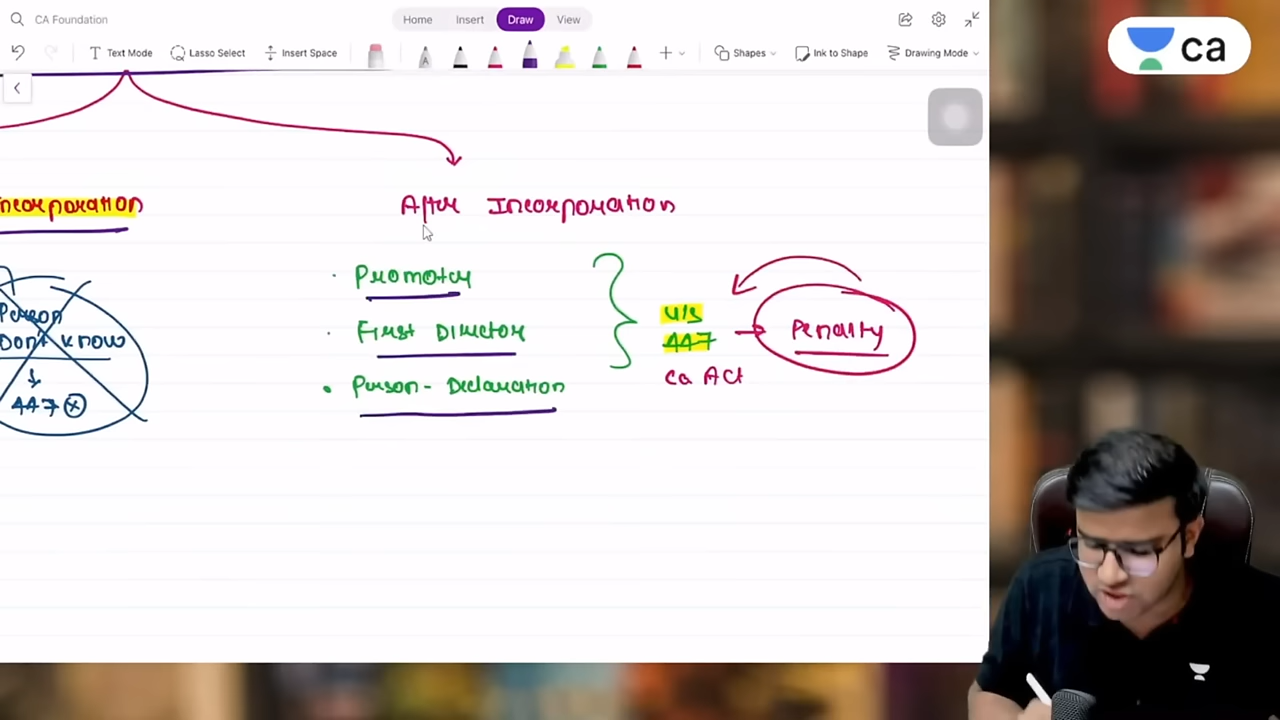 CA Foundation
Home Insert Draw View
Text Mode Lasso Select Insert Space Shapes Ink to Shape Drawing Mode
ca
ncorporation
After Incorporation
Person
Don't know
447
• Promoter
• First Director
• Person - Declaration
u/s
447
Ca Act
Penalty